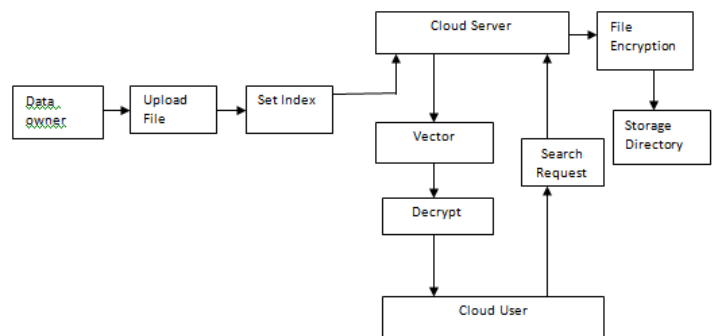 Cloud Server
File
Encryption
Data
owner
Upload
File
Set Index
Vector
Search
Request
Storage
Directory
Decrypt
Cloud User